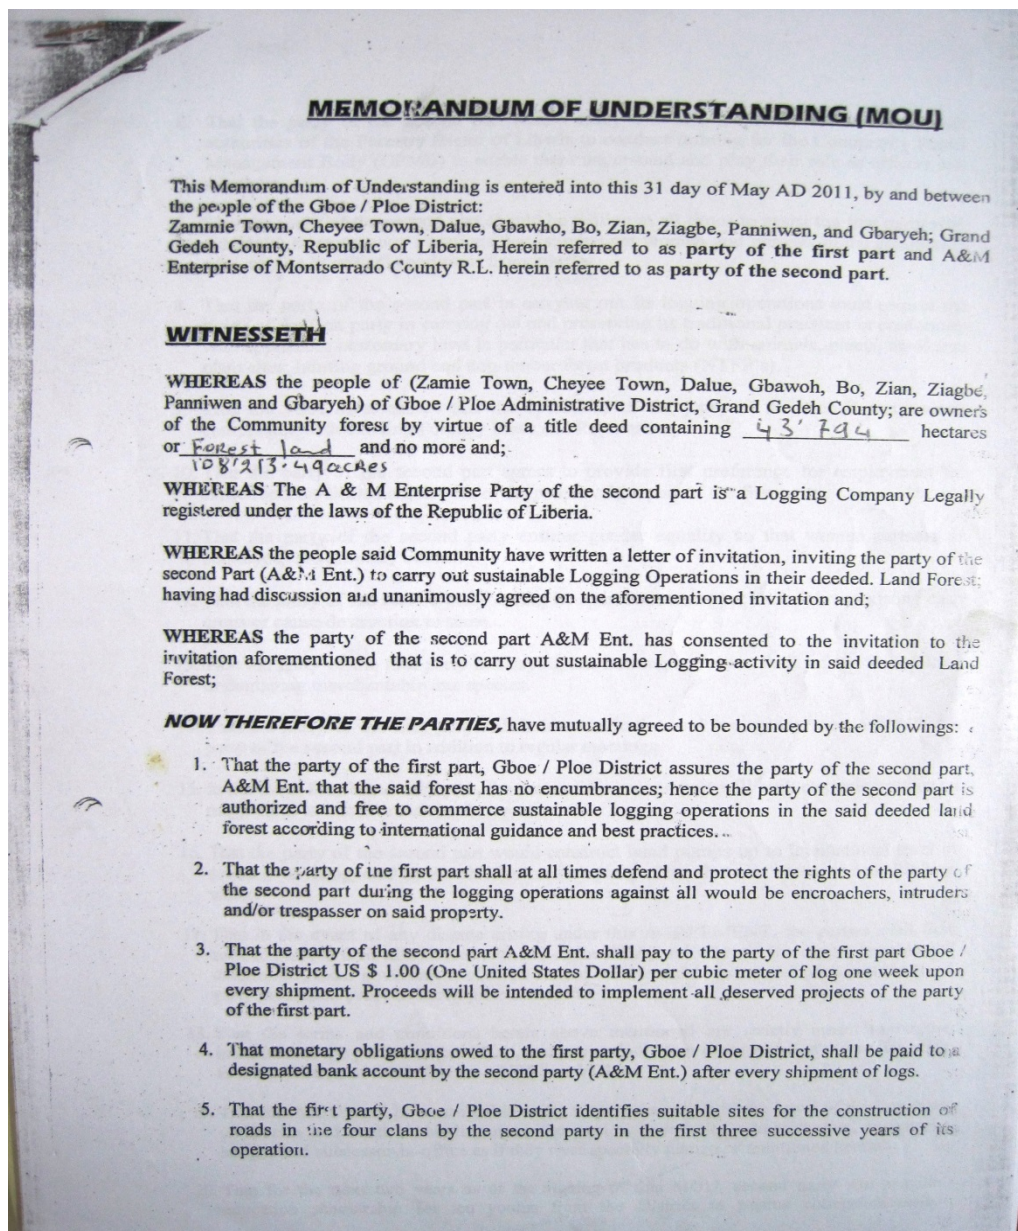 MEMORANDUM OF UNDERSTANDING (MOU)
This Memorandum of Understanding is entered into this 31 day of May AD 2011, by and between
the people of the Gboe / Ploe District:
Zammie Town, Cheyee Town, Dalue, Gbawho, Bo, Zian, Ziagbe, Panniwen, and Gbaryeh; Grand
Gedeh County, Republic of Liberia, Herein referred to as party of the first part and A&M
Enterprise of Montserrado County R.L. herein referred to as party of the second part.
WITNESSETH
WHEREAS the people of (Zamie Town, Cheyee Town, Dalue, Gbawoh, Bo, Zian, Ziagbe,
Panniwen and Gbaryeh) of Gboe / Ploe Administrative District, Grand Gedeh County; are owners
of the Community forest by virtue of a title deed containing 43'794 hectares
or Forest land and no more and;
108'213.49acres
WHEREAS The A & M Enterprise Party of the second part is a Logging Company Legally
registered under the laws of the Republic of Liberia.
WHEREAS the people said Community have written a letter of invitation, inviting the party of the
second Part (A&M Ent.) to carry out sustainable Logging Operations in their deeded. Land Forest;
having had discussion and unanimously agreed on the aforementioned invitation and;
WHEREAS the party of the second part A&M Ent. has consented to the invitation to the
invitation aforementioned that is to carry out sustainable Logging activity in said deeded Land
Forest;
NOW THEREFORE THE PARTIES, have mutually agreed to be bounded by the followings:
1. That the party of the first part, Gboe / Ploe District assures the party of the second part,
A&M Ent. that the said forest has no encumbrances; hence the party of the second part is
authorized and free to commerce sustainable logging operations in the said deeded land
forest according to international guidance and best practices.
2. That the party of the first part shall at all times defend and protect the rights of the party of
the second part during the logging operations against all would be encroachers, intruders
and/or trespasser on said property.
3. That the party of the second part A&M Ent. shall pay to the party of the first part Gboe /
Ploe District US $ 1.00 (One United States Dollar) per cubic meter of log one week upon
every shipment. Proceeds will be intended to implement all deserved projects of the party
of the first part.
4. That monetary obligations owed to the first party, Gboe / Ploe District, shall be paid to a
designated bank account by the second party (A&M Ent.) after every shipment of logs.
5. That the first party, Gboe / Ploe District identifies suitable sites for the construction of
roads in the four clans by the second party in the first three successive years of its
operation.